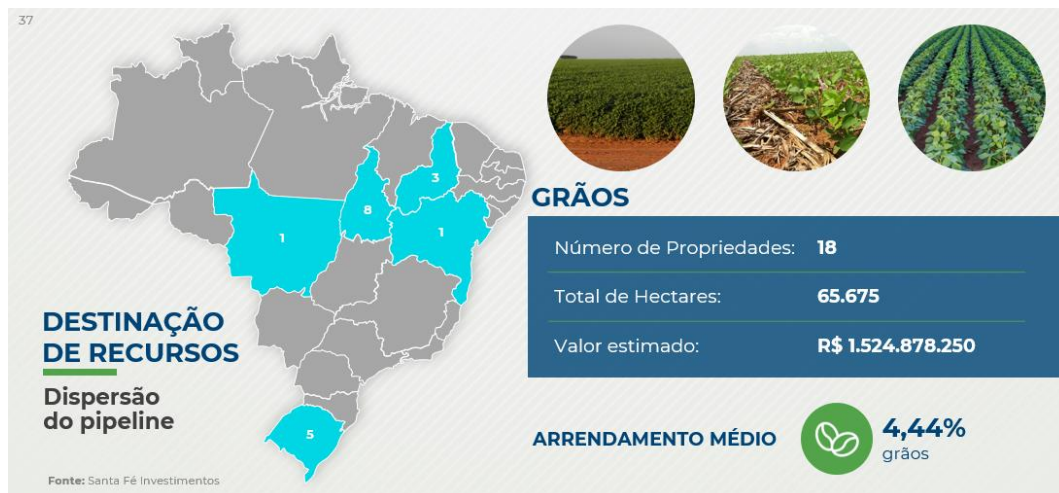 37
1
8
3
1
5
DESTINAÇÃO
DE RECURSOS
Dispersão
do pipeline
Fonte: Santa Fé Investimentos
GRÃOS
Número de Propriedades: 18
Total de Hectares: 65.675
Valor estimado: R$ 1.524.878.250
ARRENDAMENTO MÉDIO
4,44%
grãos